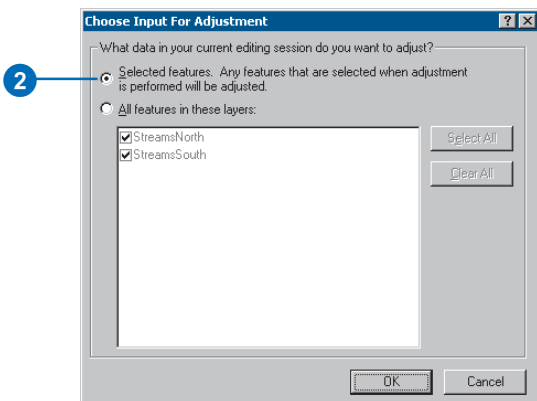 Choose Input For Adjustment
What data in your current editing session do you want to adjust?
2
Selected features. Any features that are selected when adjustment
is performed will be adjusted.
All features in these layers:
StreamsNorth
StreamsSouth
Select All
Clear All
OK
Cancel